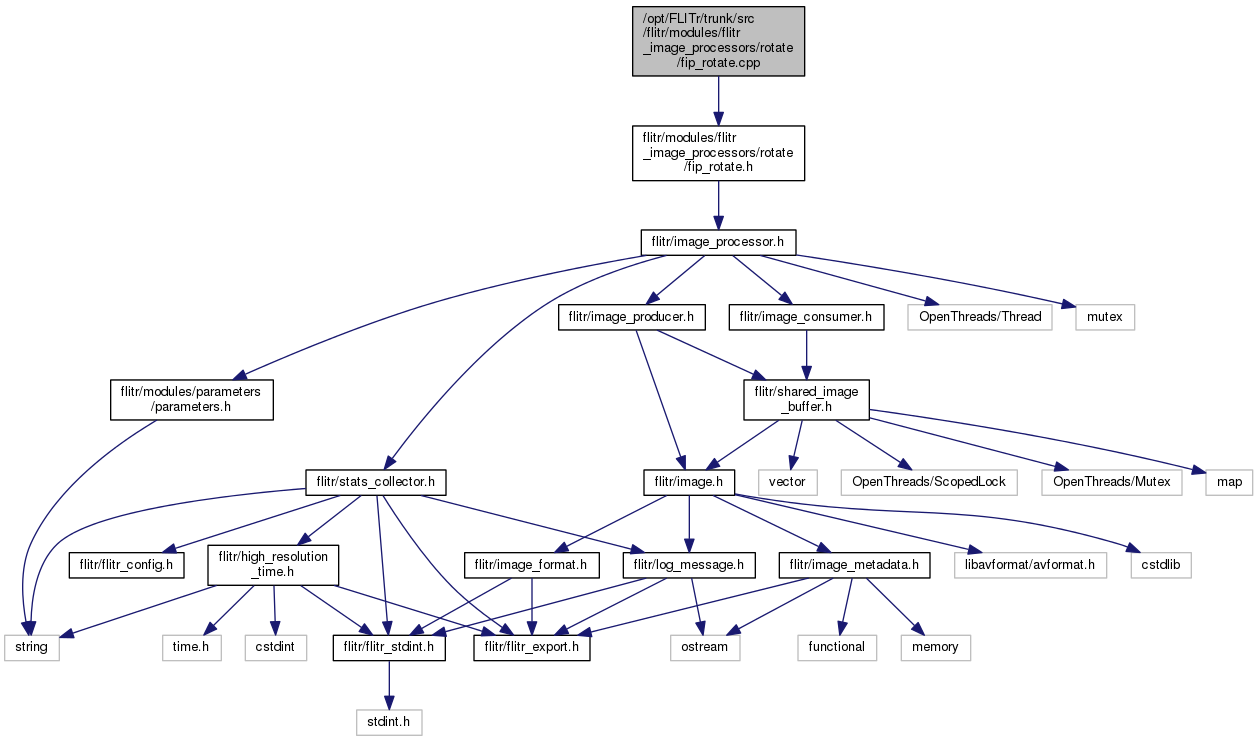 /opt/FLITr/trunk/src
/flitr/modules/flitr
_image_processors/rotate
/fip_rotate.cpp
flitr/modules/flitr
_image_processors/rotate
/fip_rotate.h
flitr/image_processor.h
flitr/image_producer.h
flitr/image_consumer.h
OpenThreads/Thread
mutex
flitr/modules/parameters
/parameters.h
flitr/shared_image
_buffer.h
flitr/stats_collector.h
flitr/image.h
vector
OpenThreads/ScopedLock
OpenThreads/Mutex
map
flitr/flitr_config.h
flitr/high_resolution
_time.h
flitr/image_format.h
flitr/log_message.h
flitr/image_metadata.h
libavformat/avformat.h
cstdlib
string
time.h
cstdint
flitr/flitr_stdint.h
flitr/flitr_export.h
ostream
functional
memory
stdint.h